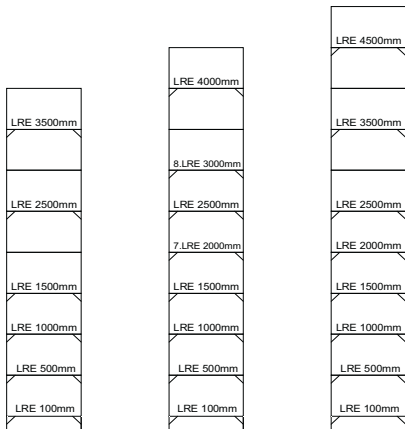 LRE 3500mm
LRE 2500mm
LRE 1500mm
LRE 1000mm
LRE 500mm
LRE 100mm
LRE 4000mm
8.LRE 3000mm
LRE 2500mm
7.LRE 2000mm
LRE 1500mm
LRE 1000mm
LRE 500mm
LRE 100mm
LRE 4500mm
LRE 3500mm
LRE 2500mm
LRE 2000mm
LRE 1500mm
LRE 1000mm
LRE 500mm
LRE 100mm